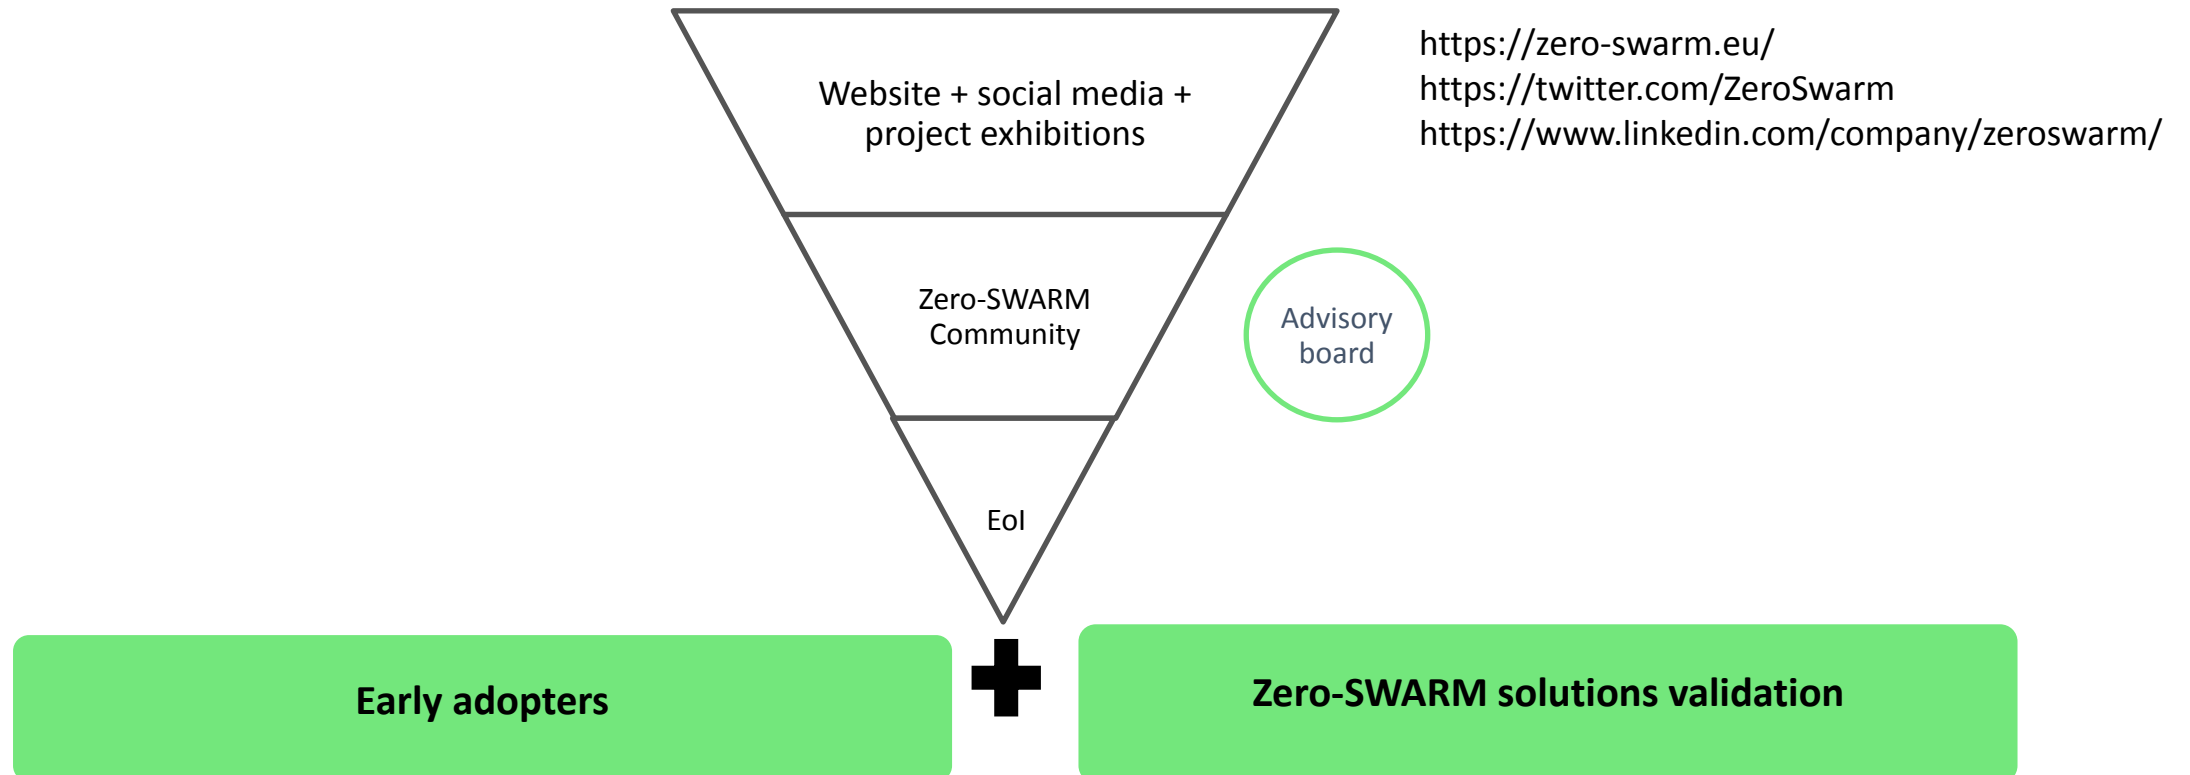 Website + social media +
project exhibitions
https://zero-swarm.eu/
https://twitter.com/ZeroSwarm
https://www.linkedin.com/company/zeroswarm/
Zero-SWARM
Community
Advisory
board
EoI
Early adopters
Zero-SWARM solutions validation